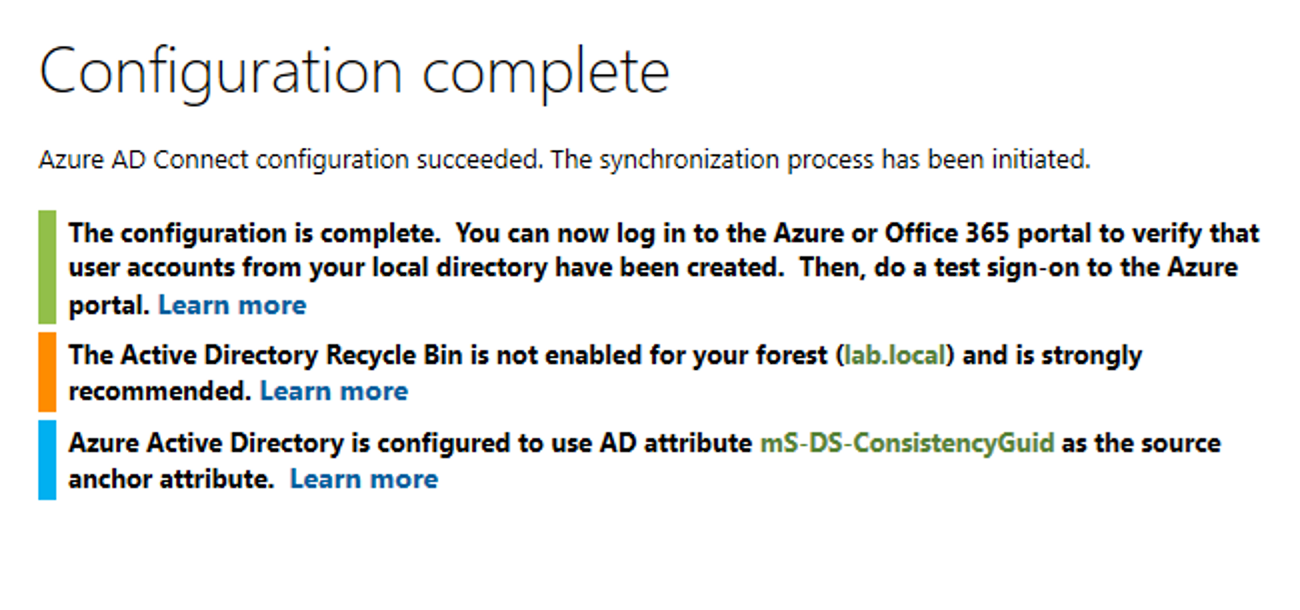 Configuration complete
Azure AD Connect configuration succeeded. The synchronization process has been initiated.
The configuration is complete.  You can now log in to the Azure or Office 365 portal to verify that
user accounts from your local directory have been created.  Then, do a test sign-on to the Azure
portal. Learn more
The Active Directory Recycle Bin is not enabled for your forest (lab.local) and is strongly
recommended. Learn more
Azure Active Directory is configured to use AD attribute mS-DS-ConsistencyGuid as the source
anchor attribute.  Learn more